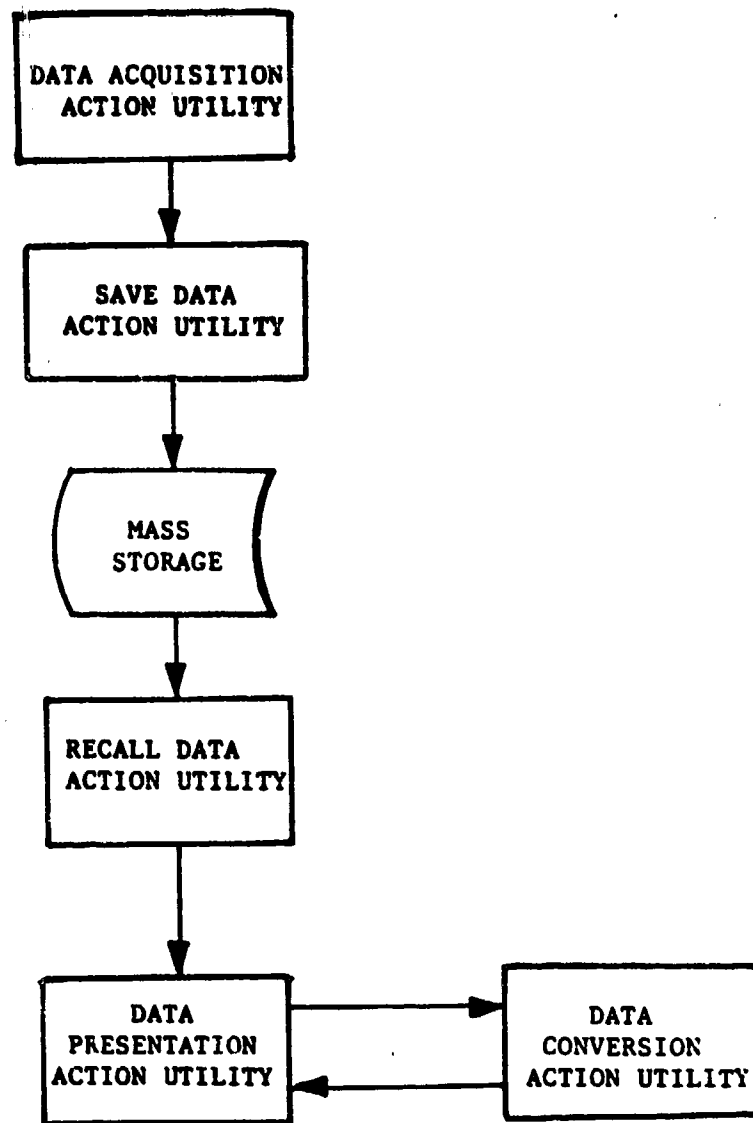 DATA ACQUISITION
ACTION UTILITY
SAVE DATA
ACTION UTILITY
MASS
STORAGE
RECALL DATA
ACTION UTILITY
DATA
PRESENTATION
ACTION UTILITY
DATA
CONVERSION
ACTION UTILITY